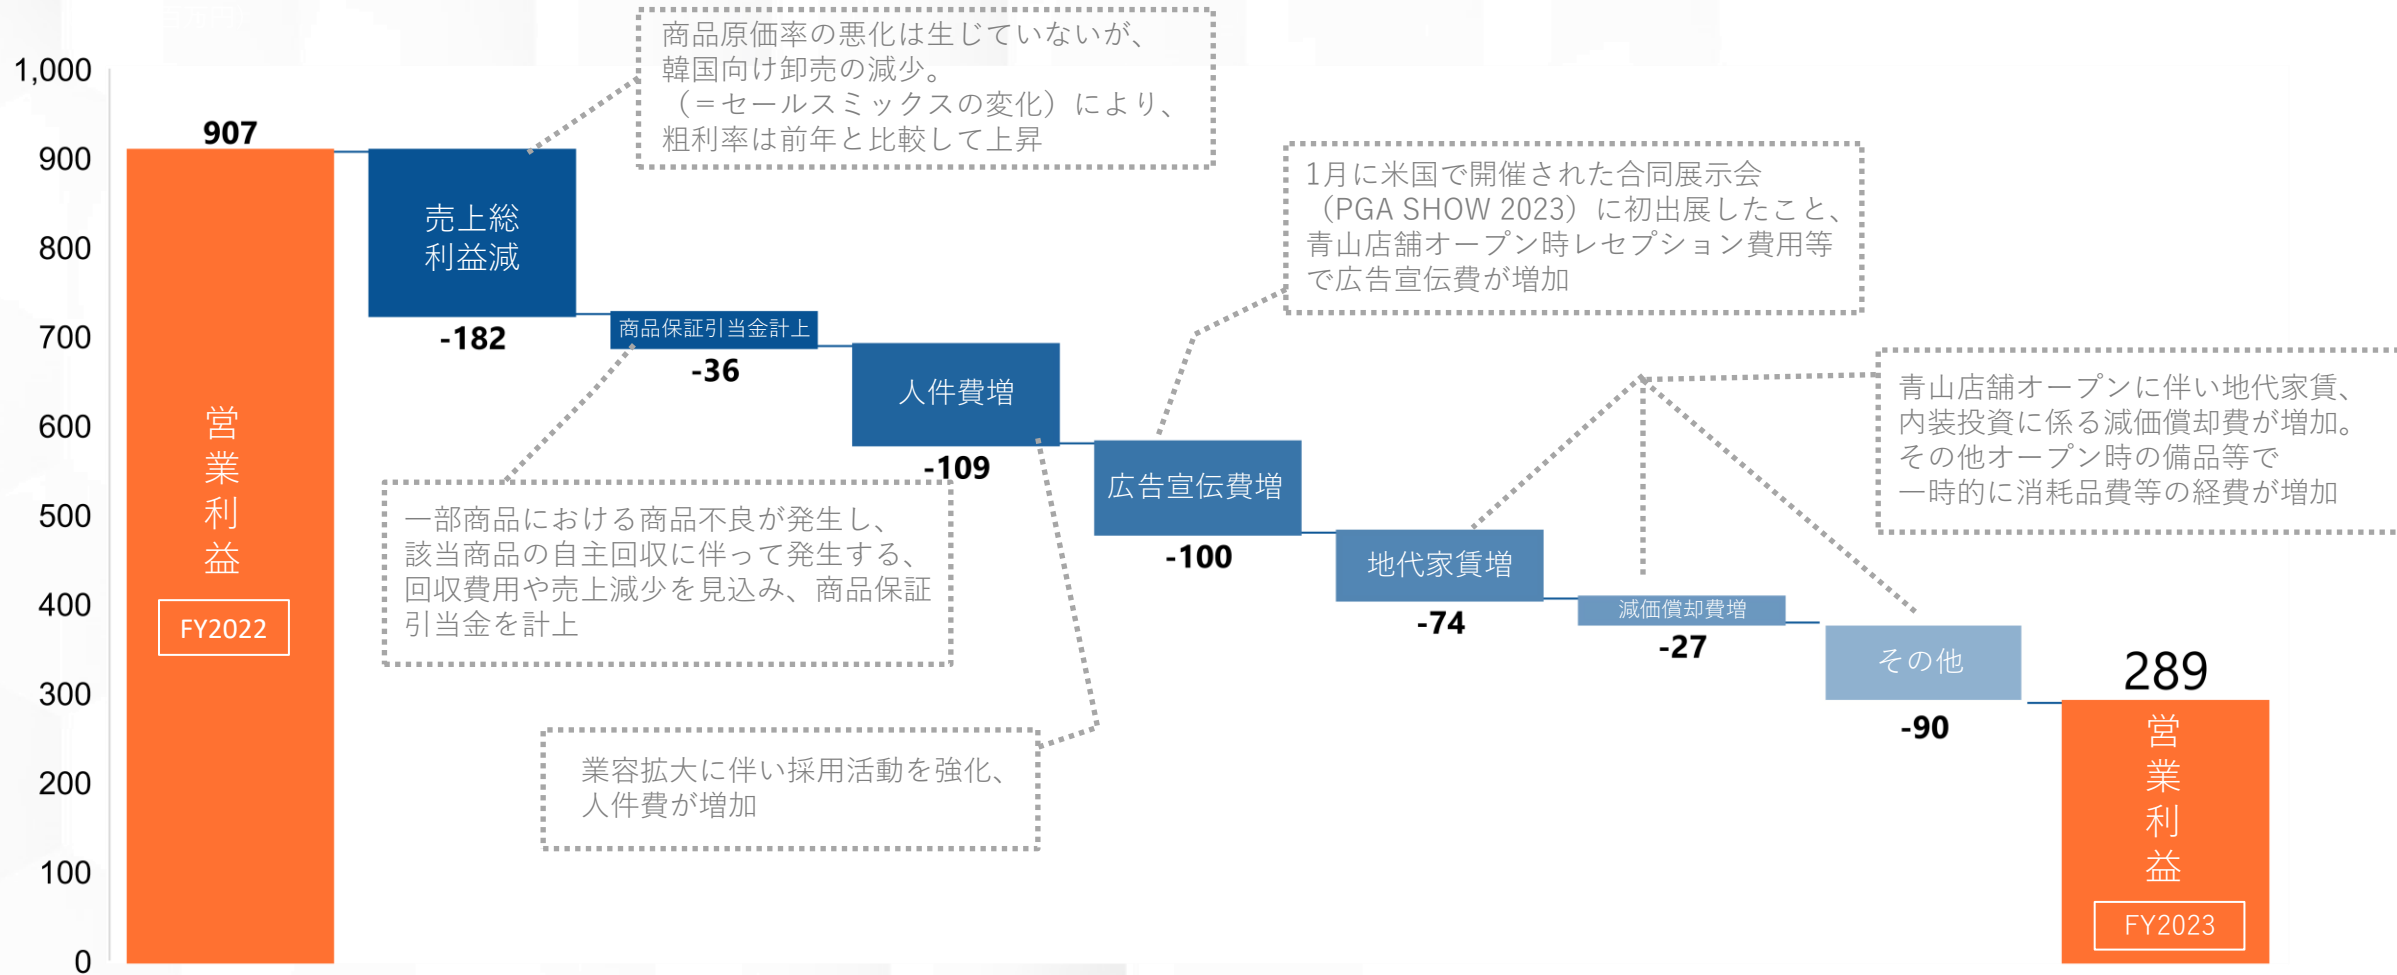 (百万円)
1,000
900
800
700
600
500
400
300
200
100
0
907
営業利益
FY2022
売上総
利益減
-182
商品原価率の悪化は生じていないが、
韓国向け卸売の減少。
（＝セールスミックスの変化）により、
粗利率は前年と比較して上昇
商品保証引当金計上
-36
一部商品における商品不良が発生し、
該当商品の自主回収に伴って発生する、
回収費用や売上減少を見込み、商品保証
引当金を計上
人件費増
-109
業容拡大に伴い採用活動を強化、
人件費が増加
広告宣伝費増
-100
1月に米国で開催された合同展示会
（PGA SHOW 2023）に初出展したこと、
青山店舗オープン時レセプション費用等
で広告宣伝費が増加
地代家賃増
-74
減価償却費増
-27
その他
-90
青山店舗オープンに伴い地代家賃、
内装投資に係る減価償却費が増加。
その他オープン時の備品等で
一時的に消耗品費等の経費が増加
289
営業利益
FY2023